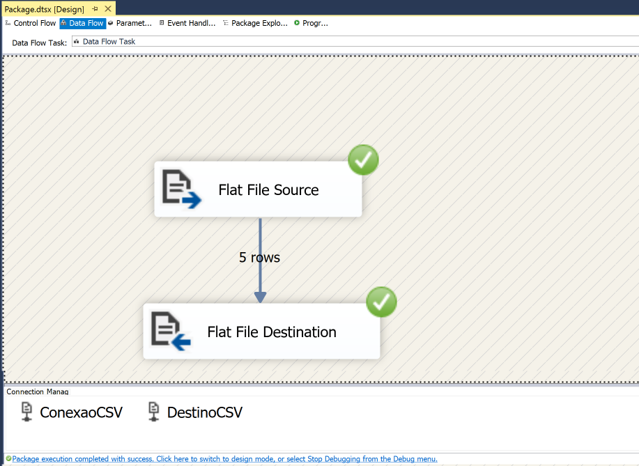 Package.dtsx [Design]
Control Flow Data Flow Paramet... Event Handl... Package Explo... Progr...
Data Flow Task: Data Flow Task
Flat File Source
5 rows
Flat File Destination
Connection Manag
ConexaoCSV DestinoCSV
Package execution completed with success. Click here to switch to design mode, or select Stop Debugging from the Debug menu.